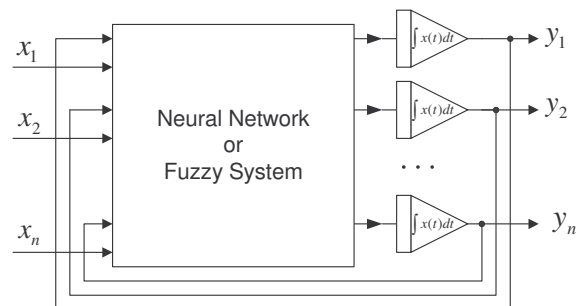 x₁
x₂
xₙ
Neural Network
or
Fuzzy System
∫ x(t)dt
∫ x(t)dt
. . .
∫ x(t)dt
y₁
y₂
yₙ